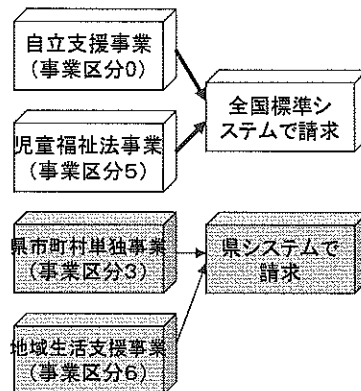 自立支援事業
(事業区分0)
全国標準シ
ステムで請求
児童福祉法事業
(事業区分5)
県市町村単独事業
(事業区分3)
県システムで
請求
地域生活支援事業
(事業区分6)